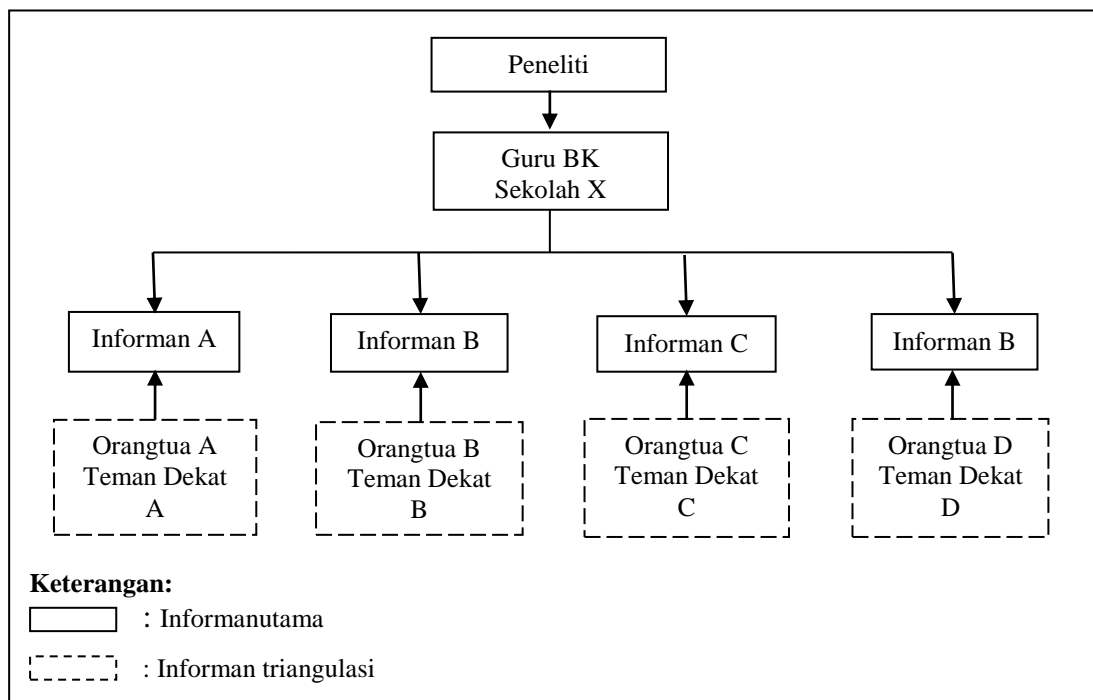 Peneliti
Guru BK
Sekolah X
Informan A
Informan B
Informan C
Informan B
Orangtua A
Teman Dekat
A
Orangtua B
Teman Dekat
B
Orangtua C
Teman Dekat
C
Orangtua D
Teman Dekat
D
Keterangan:
: Informanutama
: Informan triangulasi